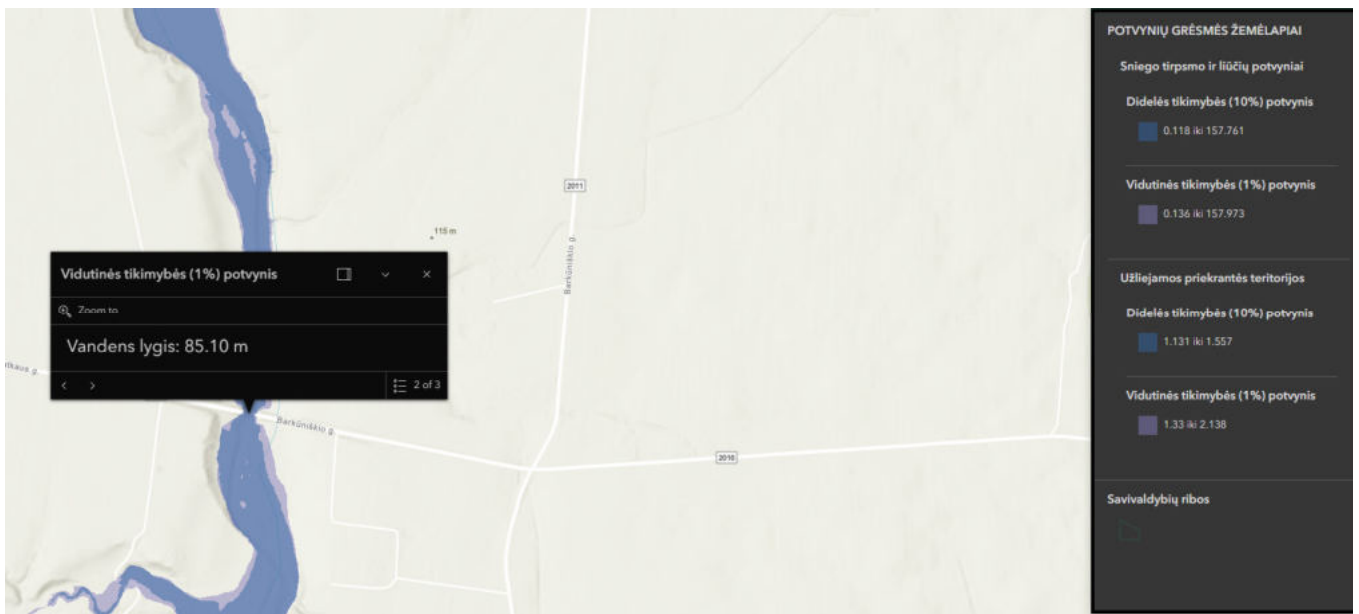 2011
115 m
Barkūniškio g.
Vidutinės tikimybės (1%) potvynis
Zoom to
Vandens lygis: 85.10 m
2 of 3
Barkūniškio g.
2016
POTVYNIŲ GRĖSMĖS ŽEMĖLAPIAI
Sniego tirpsmo ir liūčių potvyniai
Didelės tikimybės (10%) potvynis
0.118 iki 157.761
Vidutinės tikimybės (1%) potvynis
0.136 iki 157.973
Užliejamos priekrantės teritorijos
Didelės tikimybės (10%) potvynis
1.131 iki 1.557
Vidutinės tikimybės (1%) potvynis
1.33 iki 2.138
Savivaldybių ribos